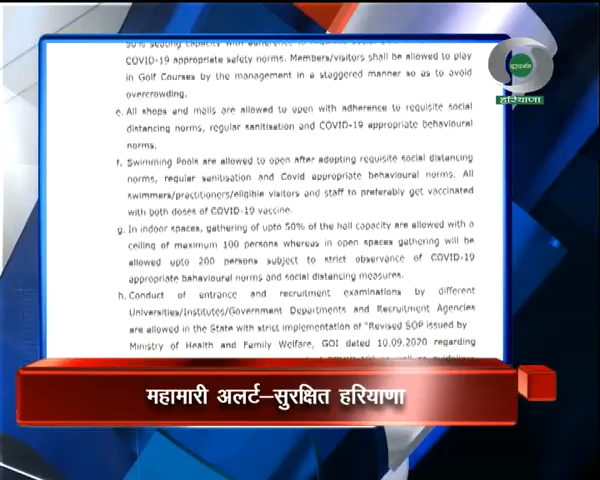 50% seating capacity with adherence to
COVID-19 appropriate safety norms. Members/visitors shall be allowed to play
in Golf Courses by the management in a staggered manner so as to avoid
overcrowding.
e. All shops and malls are allowed to open with adherence to requisite social
distancing norms, regular sanitisation and COVID-19 appropriate behavioural
norms.
f. Swimming Pools are allowed to open after adopting requisite social distancing
norms, regular sanitisation and Covid appropriate behavioural norms. All
swimmers/practitioners/eligible visitors and staff to preferably get vaccinated
with both doses of COVID-19 vaccine.
g. In indoor spaces, gathering of upto 50% of the hall capacity are allowed with a
ceiling of maximum 100 persons whereas in open spaces gathering will be
allowed upto 200 persons subject to strict observance of COVID-19
appropriate bahavioural norms and social distancing measures.
h. Conduct of entrance and recruitment examinations by different
Universities/Institutes/Government Departments and Recruitment Agencies
are allowed in the State with strict implementation of "Revised SOP issued by
Ministry of Health and Family Welfare, GOI dated 10.09.2020 regarding
दूरदर्शन
हरियाणा
महामारी अलर्ट–सुरक्षित हरियाणा